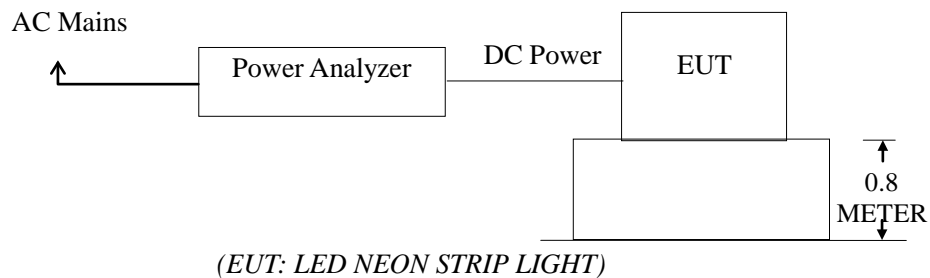 AC Mains
Power Analyzer
DC Power
EUT
0.8
METER
(EUT: LED NEON STRIP LIGHT)